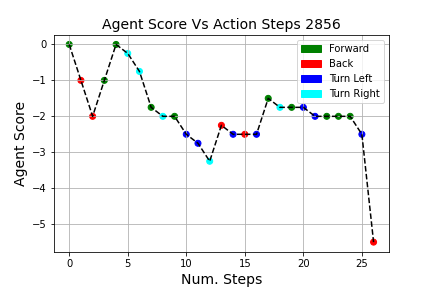 Agent Score Vs Action Steps 2856
Agent Score
0
−1
−2
−3
−4
−5
Forward
Back
Turn Left
Turn Right
0 5 10 15 20 25
Num. Steps